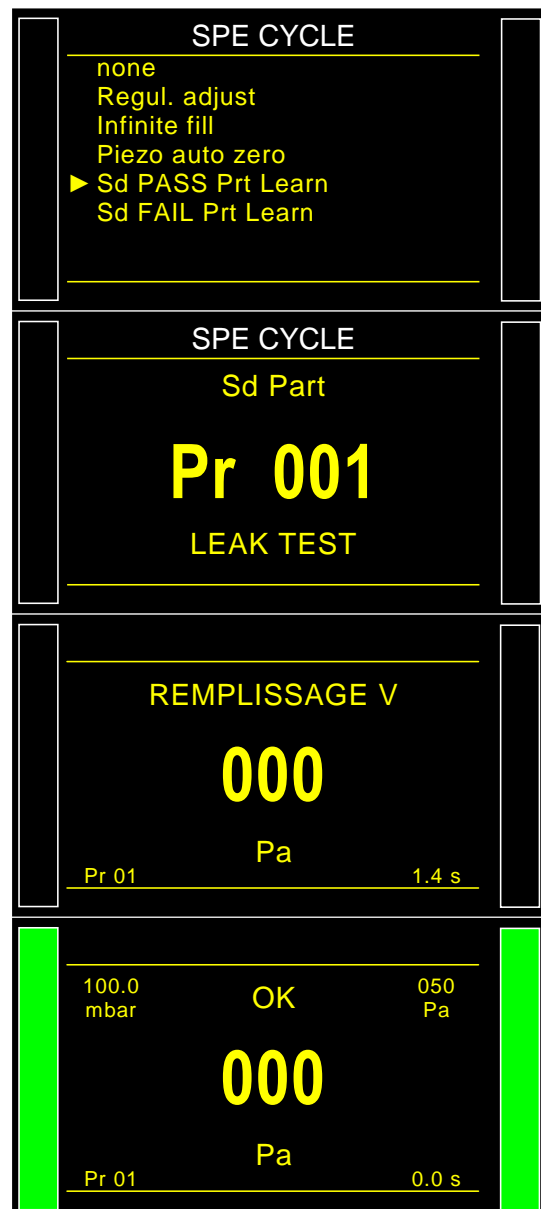 SPE CYCLE
none
Regul. adjust
Infinite fill
Piezo auto zero
► Sd PASS Prt Learn
Sd FAIL Prt Learn
SPE CYCLE
Sd Part
Pr 001
LEAK TEST
REMPLISSAGE V
000
Pa
Pr 01 1.4 s
100.0 mbar OK 050 Pa
000
Pa
Pr 01 0.0 s